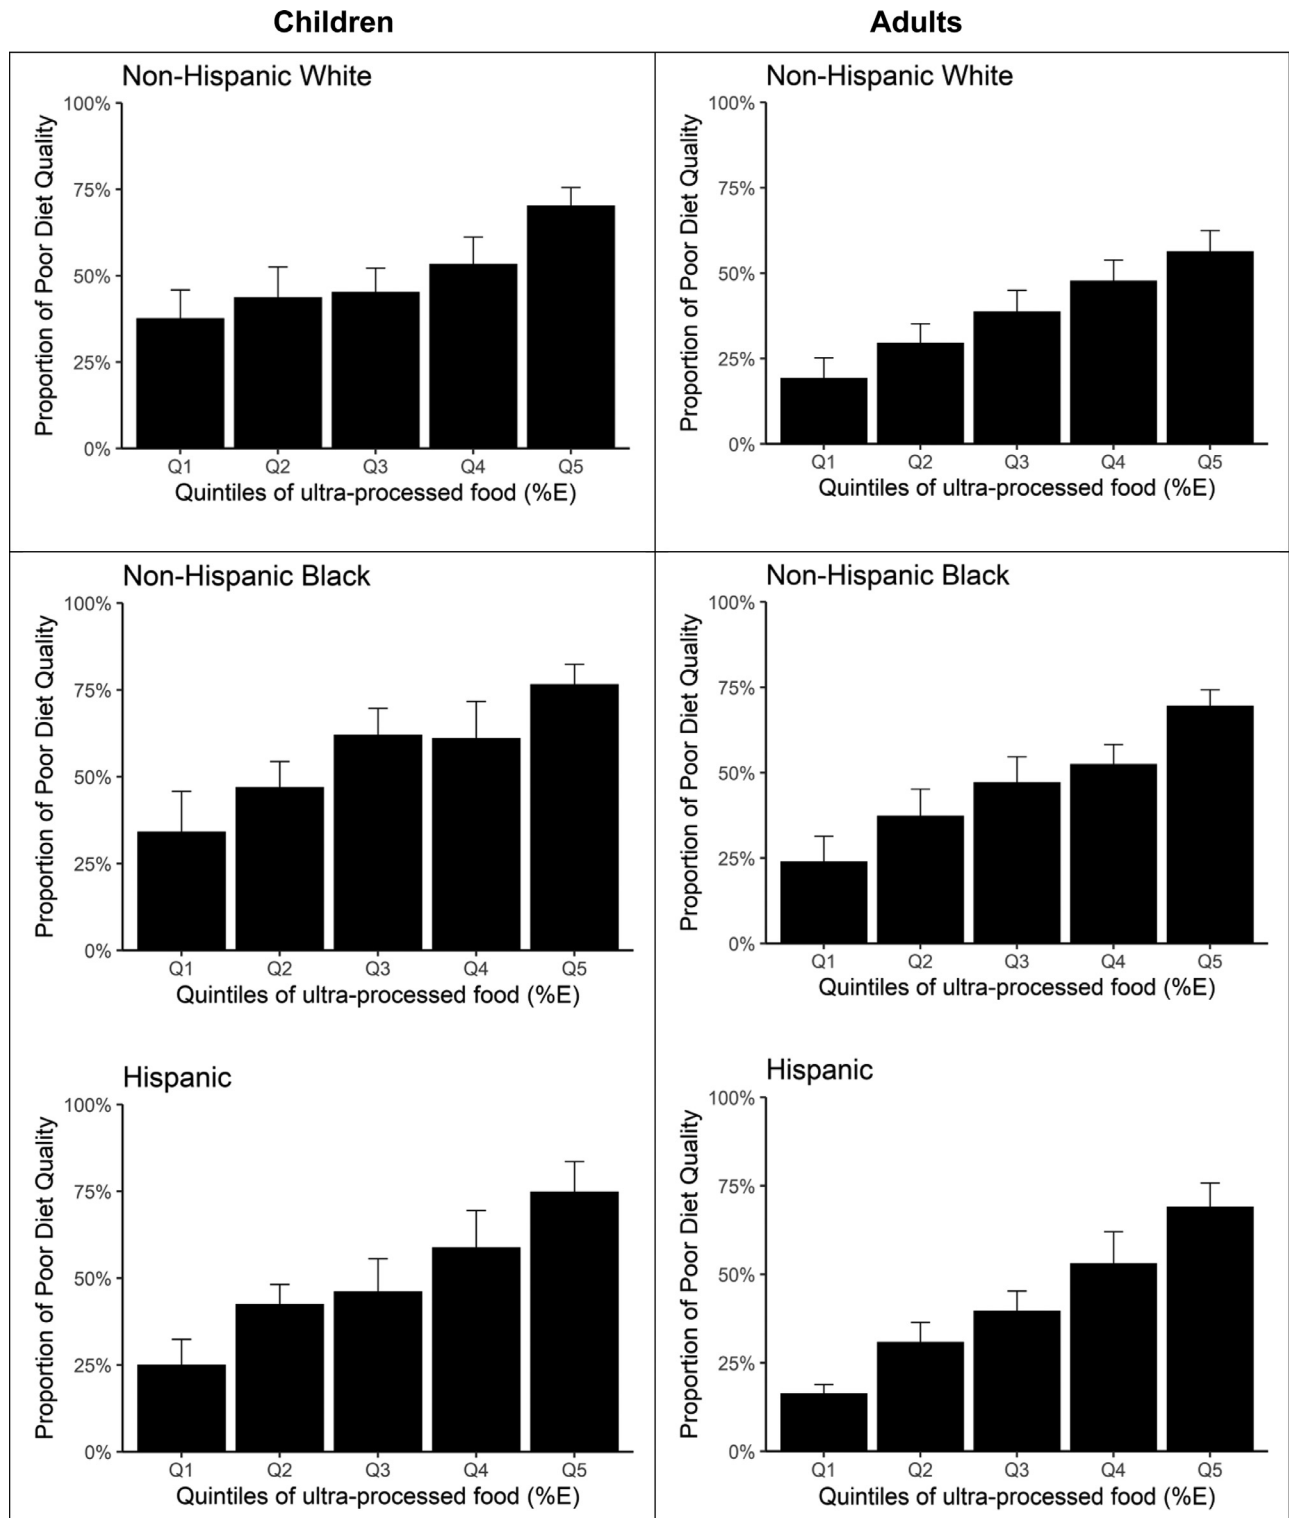 Children
Adults
Non-Hispanic White
Proportion of Poor Diet Quality
100%
75%
50%
25%
0%
Q1 Q2 Q3 Q4 Q5
Quintiles of ultra-processed food (%E)
Non-Hispanic White
Proportion of Poor Diet Quality
100%
75%
50%
25%
0%
Q1 Q2 Q3 Q4 Q5
Quintiles of ultra-processed food (%E)
Non-Hispanic Black
Proportion of Poor Diet Quality
100%
75%
50%
25%
0%
Q1 Q2 Q3 Q4 Q5
Quintiles of ultra-processed food (%E)
Non-Hispanic Black
Proportion of Poor Diet Quality
100%
75%
50%
25%
0%
Q1 Q2 Q3 Q4 Q5
Quintiles of ultra-processed food (%E)
Hispanic
Proportion of Poor Diet Quality
100%
75%
50%
25%
0%
Q1 Q2 Q3 Q4 Q5
Quintiles of ultra-processed food (%E)
Hispanic
Proportion of Poor Diet Quality
100%
75%
50%
25%
0%
Q1 Q2 Q3 Q4 Q5
Quintiles of ultra-processed food (%E)